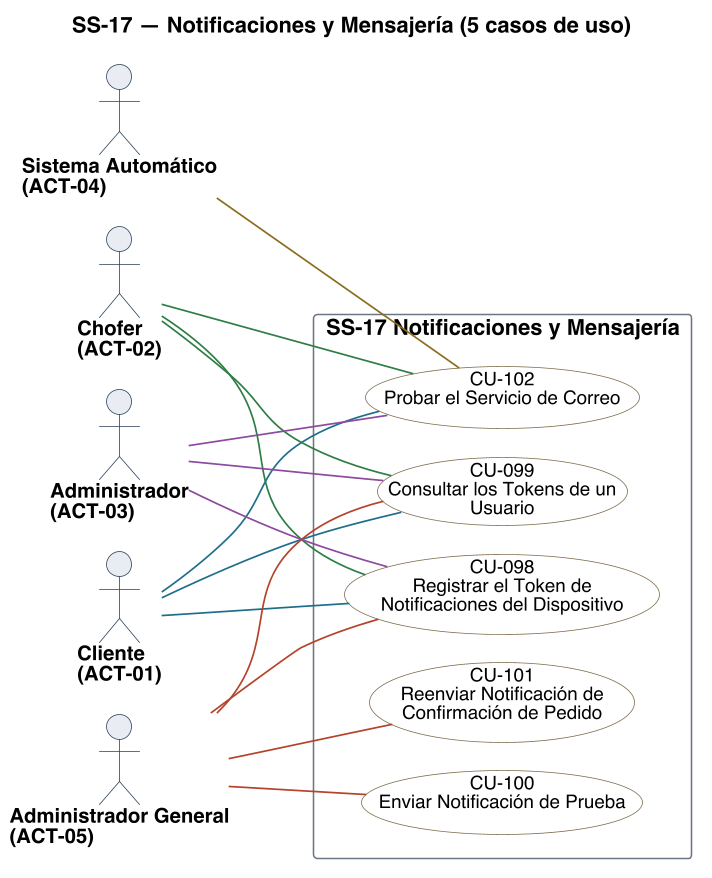 SS-17 — Notificaciones y Mensajería (5 casos de uso)
Sistema Automático
(ACT-04)
Chofer
(ACT-02)
Administrador
(ACT-03)
Cliente
(ACT-01)
Administrador General
(ACT-05)
SS-17 Notificaciones y Mensajería
CU-102
Probar el Servicio de Correo
CU-099
Consultar los Tokens de un
Usuario
CU-098
Registrar el Token de
Notificaciones del Dispositivo
CU-101
Reenviar Notificación de
Confirmación de Pedido
CU-100
Enviar Notificación de Prueba